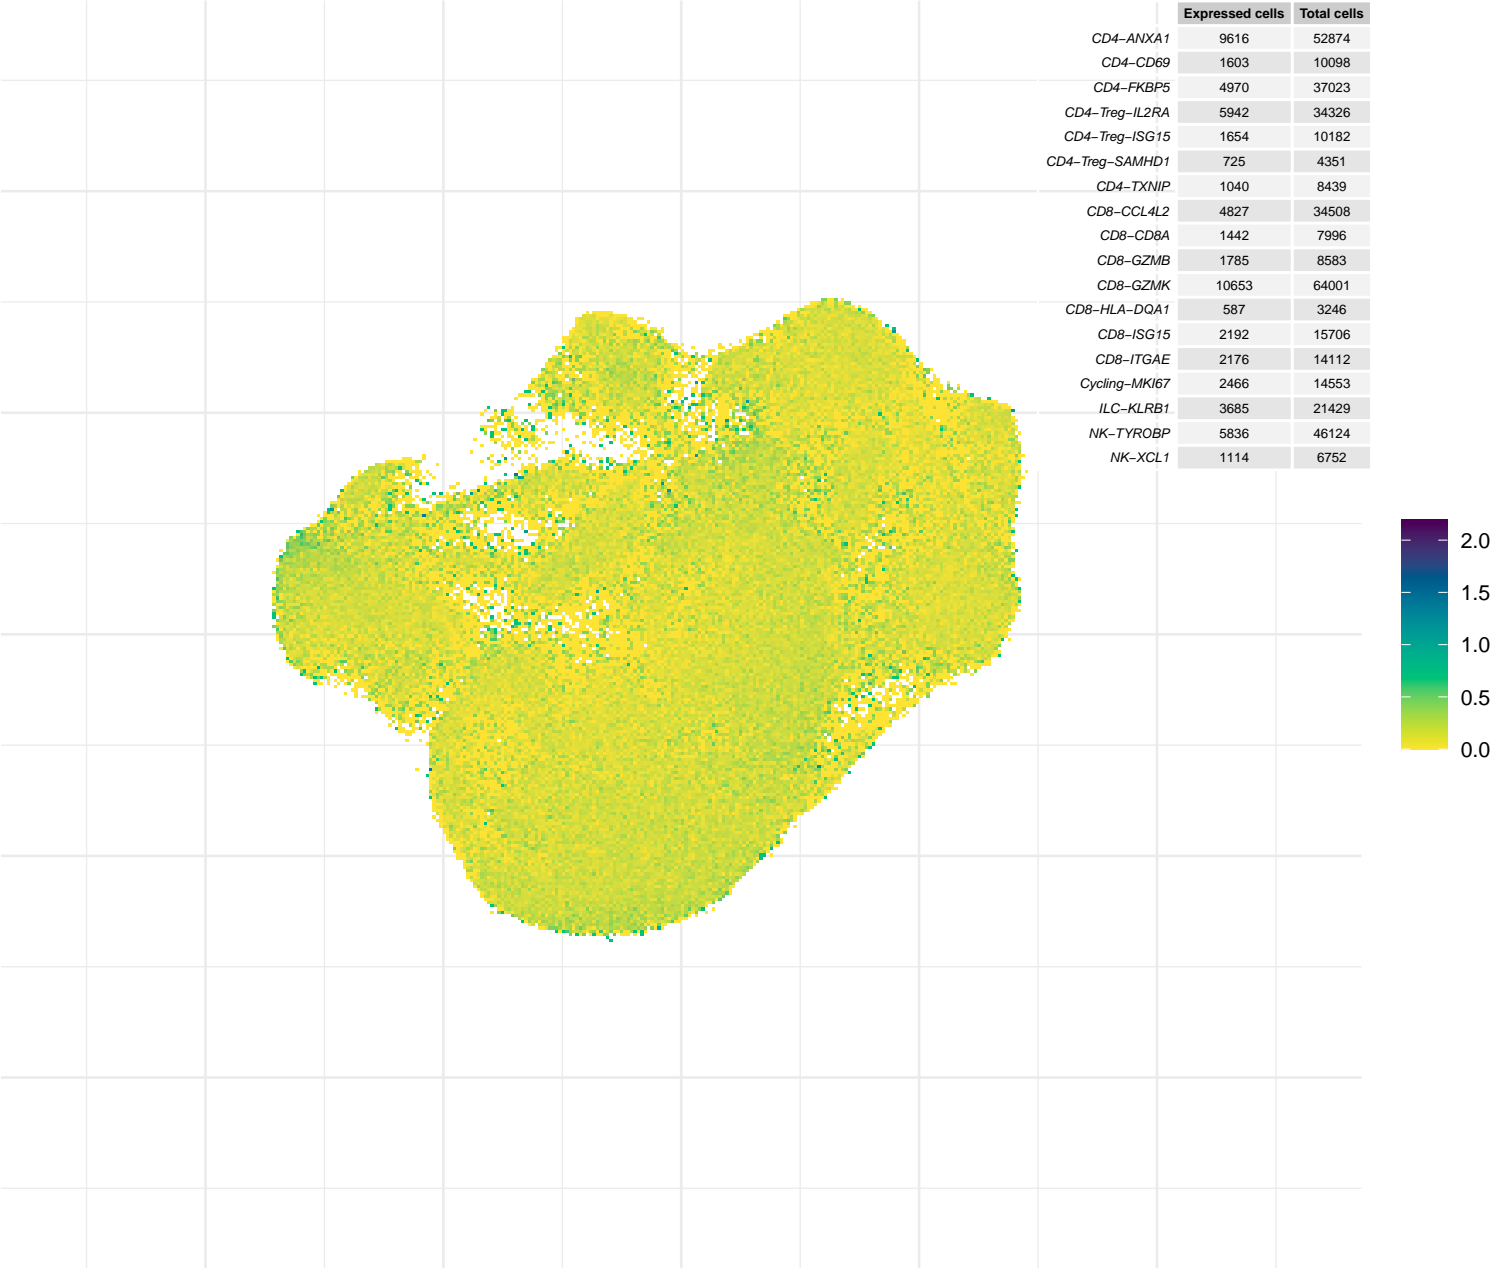 Expressed cells Total cells
CD4−ANXA1 9616 52874
CD4−CD69 1603 10098
CD4−FKBP5 4970 37023
CD4−Treg−IL2RA 5942 34326
CD4−Treg−ISG15 1654 10182
CD4−Treg−SAMHD1 725 4351
CD4−TXNIP 1040 8439
CD8−CCL4L2 4827 34508
CD8−CD8A 1442 7996
CD8−GZMB 1785 8583
CD8−GZMK 10653 64001
CD8−HLA−DQA1 587 3246
CD8−ISG15 2192 15706
CD8−ITGAE 2176 14112
Cycling−MKI67 2466 14553
ILC−KLRB1 3685 21429
NK−TYROBP 5836 46124
NK−XCL1 1114 6752
2.0
1.5
1.0
0.5
0.0